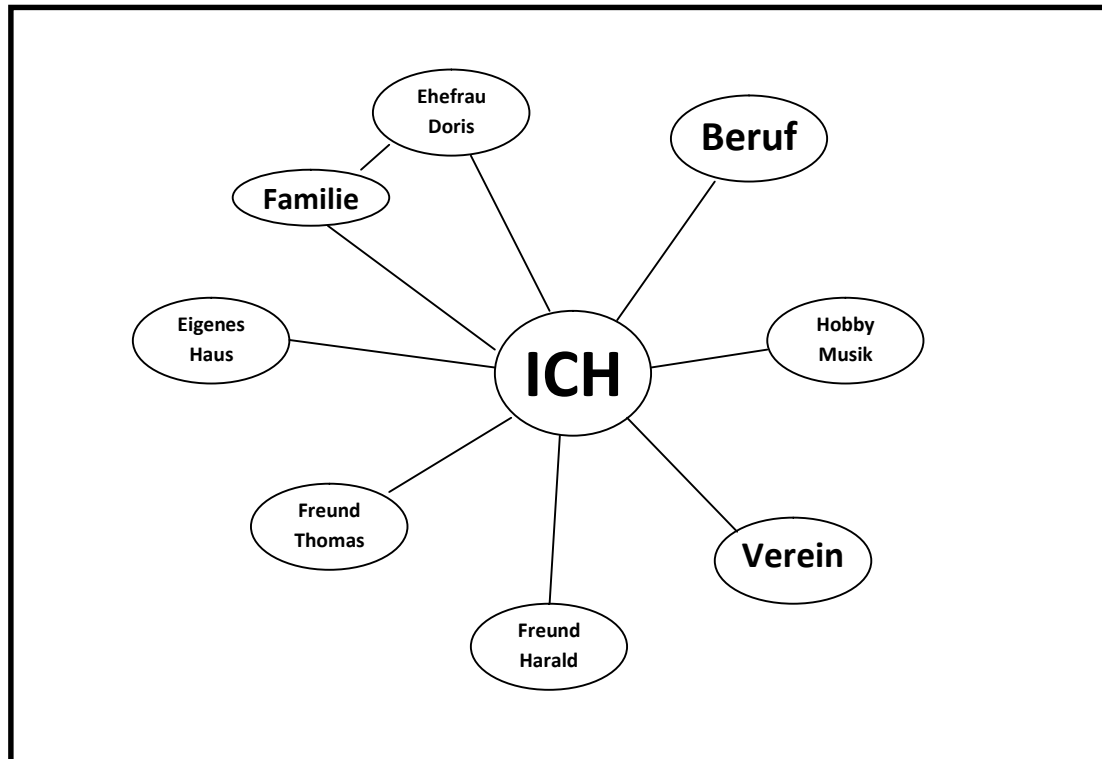 Ehefrau
Doris
Beruf
Familie
Eigenes
Haus
Hobby
Musik
ICH
Freund
Thomas
Verein
Freund
Harald